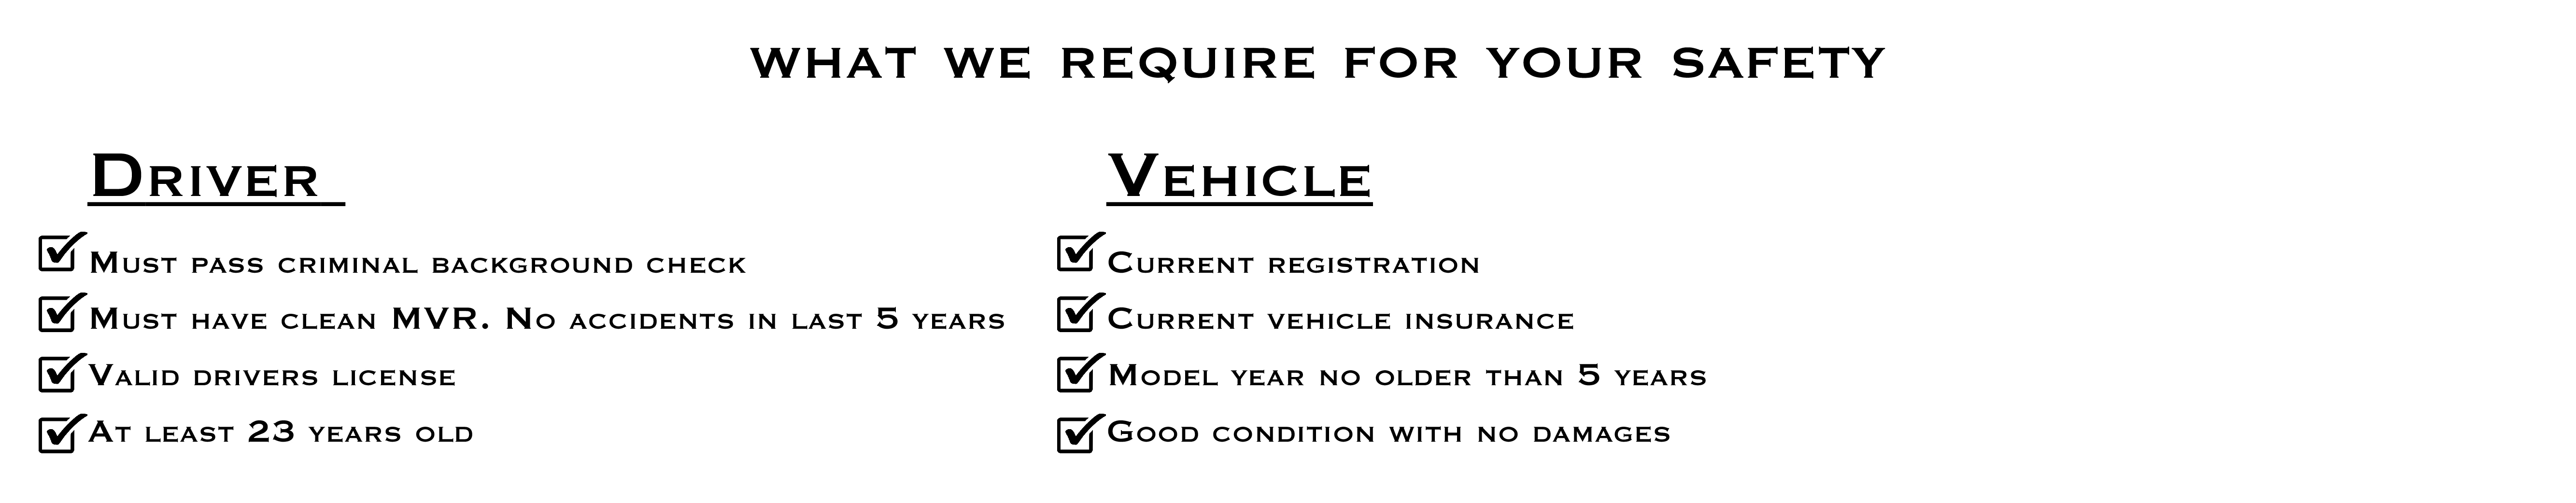 WHAT WE REQUIRE FOR YOUR SAFETY
DRIVER
MUST PASS CRIMINAL BACKGROUND CHECK
MUST HAVE CLEAN MVR. NO ACCIDENTS IN LAST 5 YEARS
VALID DRIVERS LICENSE
AT LEAST 23 YEARS OLD
VEHICLE
CURRENT REGISTRATION
CURRENT VEHICLE INSURANCE
MODEL YEAR NO OLDER THAN 5 YEARS
GOOD CONDITION WITH NO DAMAGES